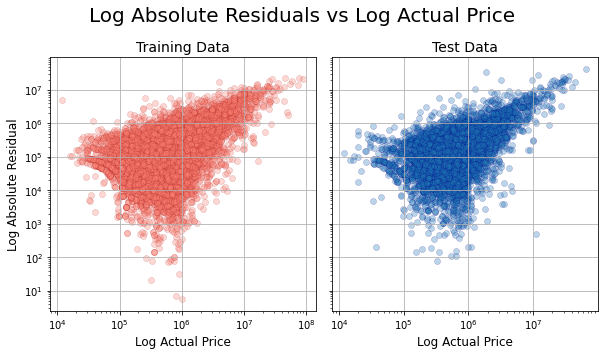 Log Absolute Residuals vs Log Actual Price
Training Data
Test Data
Log Absolute Residual
10⁷
10⁶
10⁵
10⁴
10³
10²
10¹
10⁴ 10⁵ 10⁶ 10⁷ 10⁸
10⁴ 10⁵ 10⁶ 10⁷
Log Actual Price
Log Actual Price